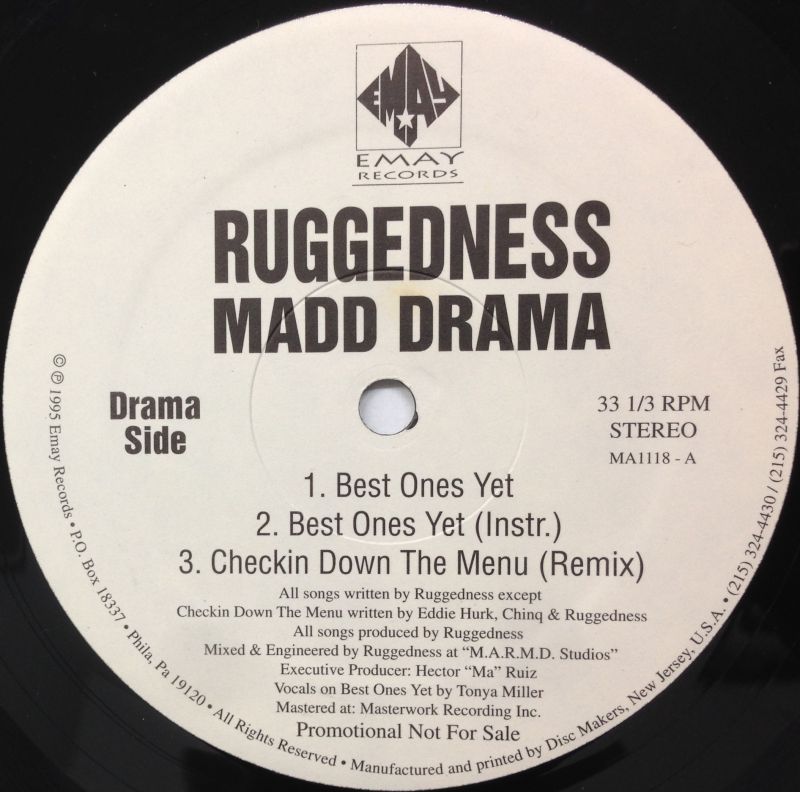 EMAY
EMAY
RECORDS
RUGGEDNESS
MADD DRAMA
Drama
Side
33 1/3 RPM
STEREO
MA1118 - A
1. Best Ones Yet
2. Best Ones Yet (Instr.)
3. Checkin Down The Menu (Remix)
All songs written by Ruggedness except
Checkin Down The Menu written by Eddie Hurk, Chinq & Ruggedness
All songs produced by Ruggedness
Mixed & Engineered by Ruggedness at “M.A.R.M.D. Studios”
Executive Producer: Hector “Ma” Ruiz
Vocals on Best Ones Yet by Tonya Miller
Mastered at: Masterwork Recording Inc.
Promotional Not For Sale
© ℗ 1995 Emay Records • P.O. Box 18337 • Phila, Pa 19120 • All Rights Reserved • Manufactured and printed by Disc Makers, New Jersey, U.S.A. • (215) 324-4430 / (215) 324-4429 Fax